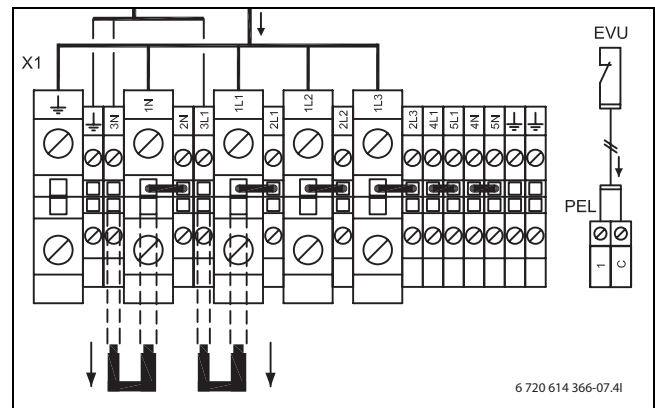 EVU
X1
3N
1N
2N
3L1
1L1
2L1
1L2
2L2
1L3
2L3
4L1
5L1
4N
5N
PEL
1
C
6 720 614 366-07.4I